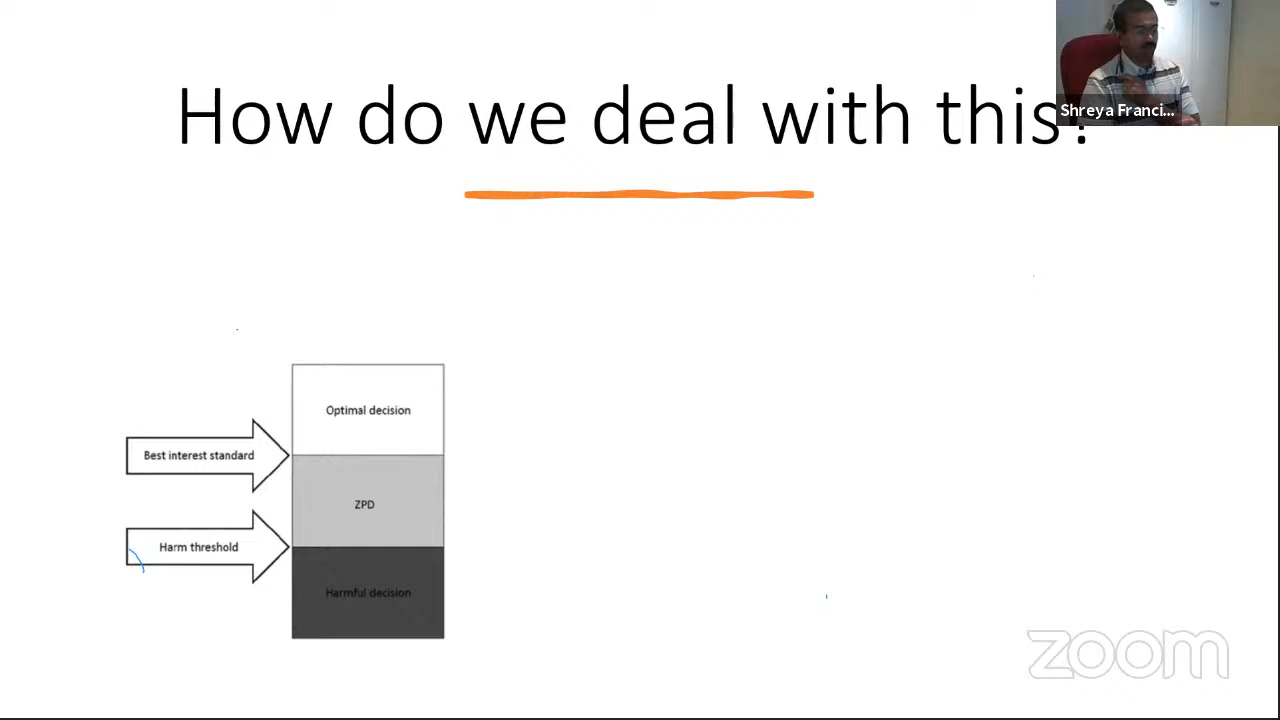 Shreya Franci...
How do we deal with this?
Optimal decision
Best interest standard
ZPD
Harm threshold
Harmful decision
zoom